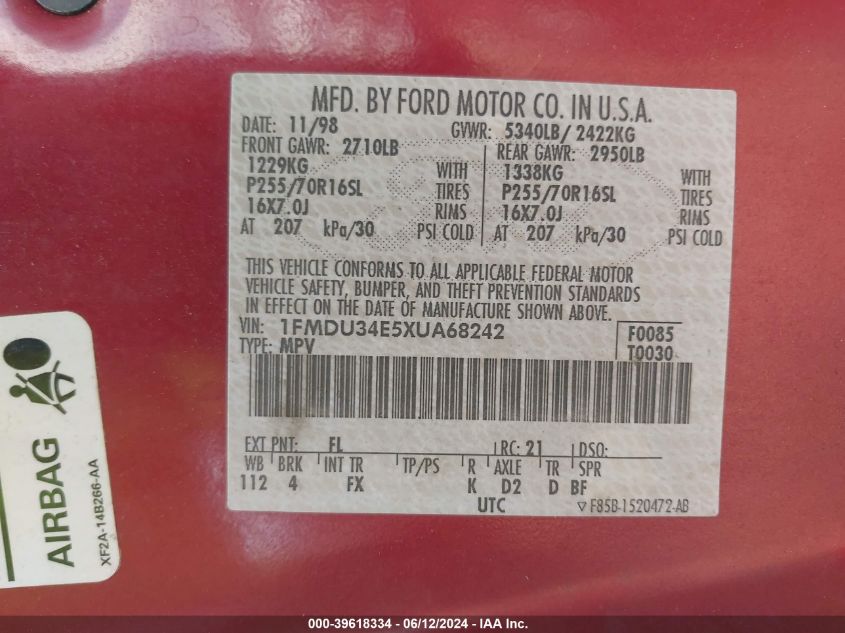 MFD. BY FORD MOTOR CO. IN U.S.A.
DATE: 11/98 GVWR: 5340LB/ 2422KG
FRONT GAWR: 2710LB REAR GAWR: 2950LB
1229KG WITH 1338KG WITH
P255/70R16SL TIRES P255/70R16SL TIRES
16X7.0J RIMS 16X7.0J RIMS
AT 207 kPa/30 PSI COLD AT 207 kPa/30 PSI COLD
THIS VEHICLE CONFORMS TO ALL APPLICABLE FEDERAL MOTOR
VEHICLE SAFETY, BUMPER, AND THEFT PREVENTION STANDARDS
IN EFFECT ON THE DATE OF MANUFACTURE SHOWN ABOVE.
VIN: 1FMDU34E5XUA68242 F0085
TYPE: MPV T0030
EXT PNT: FL RC: 21 DSO:
WB BRK INT TR TP/PS R AXLE TR SPR
112 4 FX K D2 D BF
UTC ▽ F85B-1520472-AB
AIRBAG
XF2A-14B266-AA
000-39618334 - 06/12/2024 - IAA Inc.